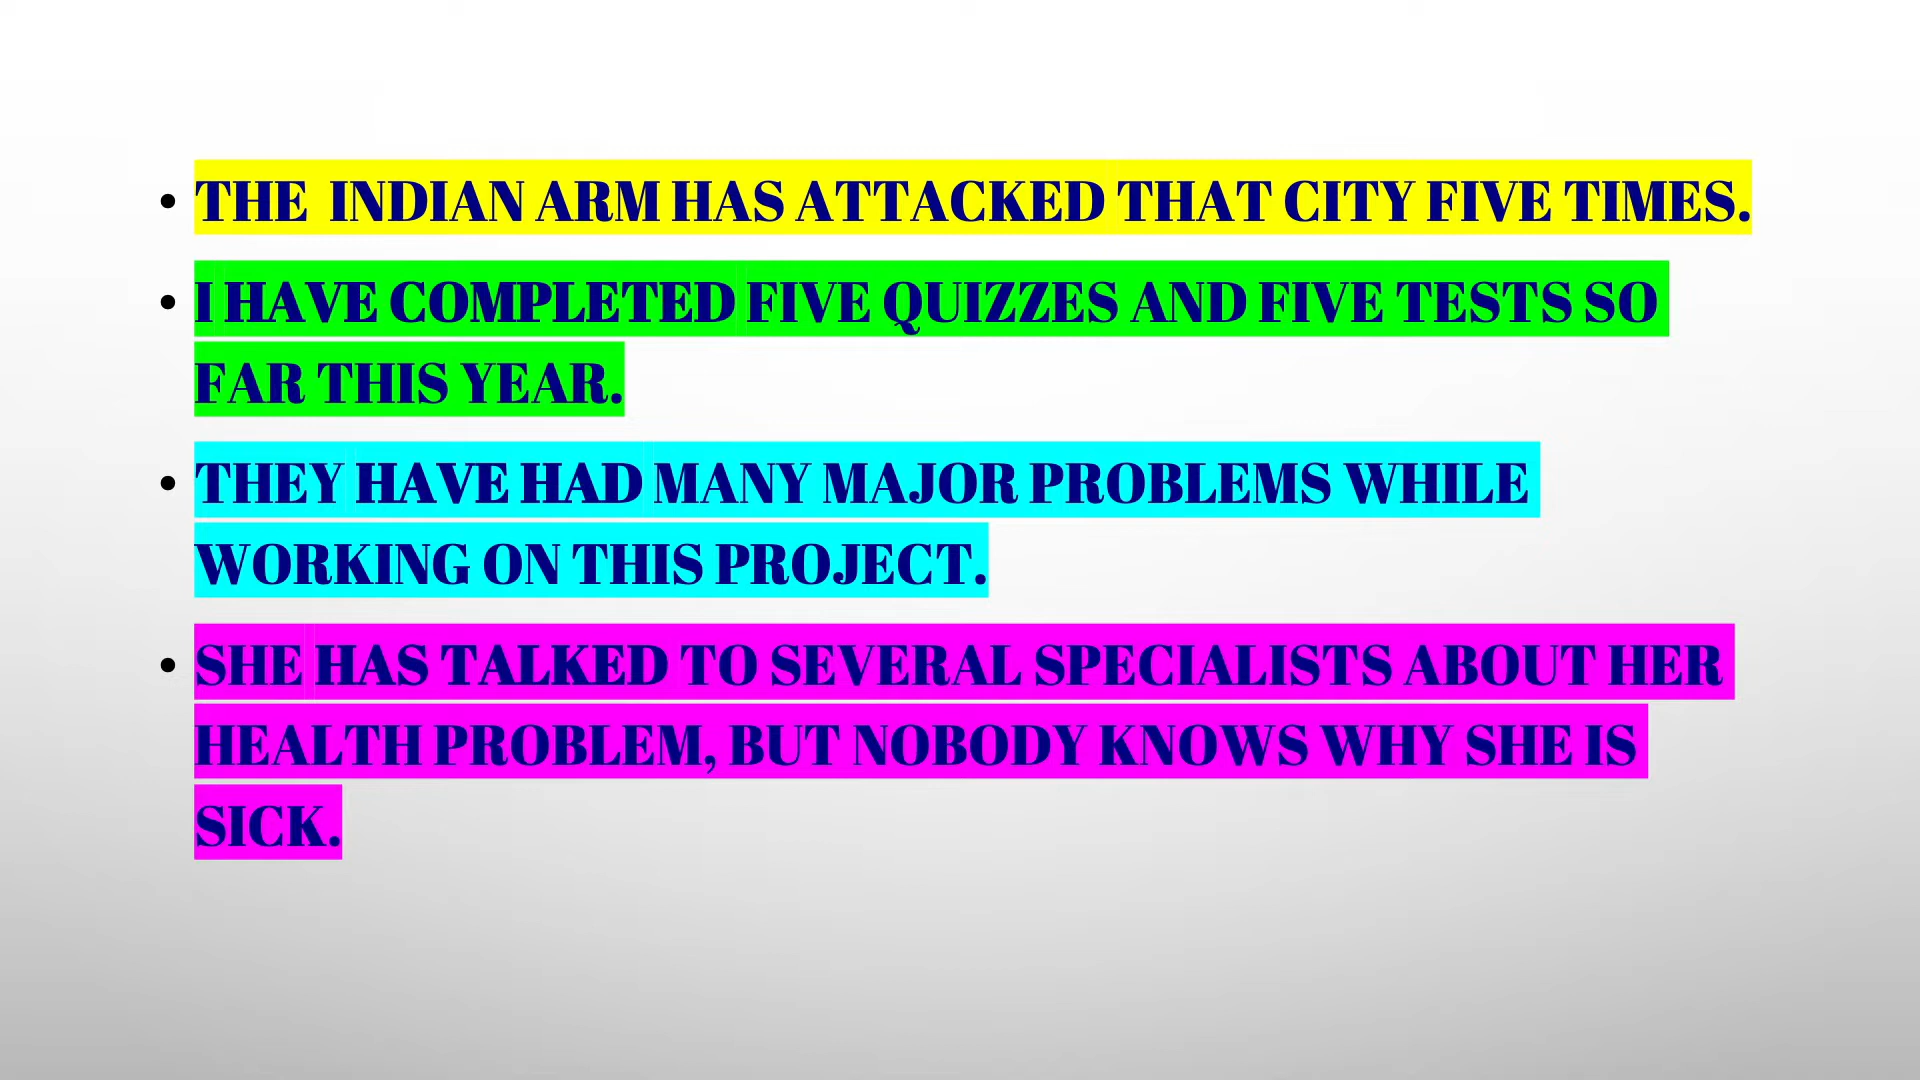 • THE  INDIAN ARM HAS ATTACKED THAT CITY FIVE TIMES.
• I HAVE COMPLETED FIVE QUIZZES AND FIVE TESTS SO
FAR THIS YEAR.
• THEY HAVE HAD MANY MAJOR PROBLEMS WHILE
WORKING ON THIS PROJECT.
• SHE HAS TALKED TO SEVERAL SPECIALISTS ABOUT HER
HEALTH PROBLEM, BUT NOBODY KNOWS WHY SHE IS
SICK.